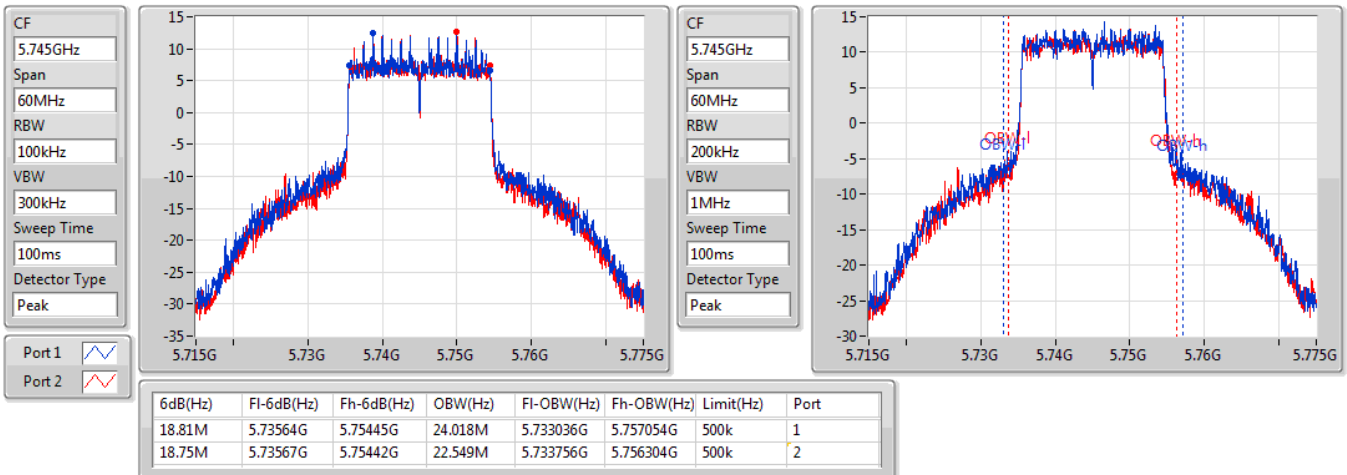 CF
5.745GHz
Span
60MHz
RBW
100kHz
VBW
300kHz
Sweep Time
100ms
Detector Type
Peak
Port 1
Port 2
15
10
5
0
-5
-10
-15
-20
-25
-30
-35
5.715G 5.73G 5.74G 5.75G 5.76G 5.775G
CF
5.745GHz
Span
60MHz
RBW
200kHz
VBW
1MHz
Sweep Time
100ms
Detector Type
Peak
15
10
5
0
-5
-10
-15
-20
-25
-30
OBW-l OBW-h
OBW-l OBW-h
5.715G 5.73G 5.74G 5.75G 5.76G 5.775G
6dB(Hz) Fl-6dB(Hz) Fh-6dB(Hz) OBW(Hz) Fl-OBW(Hz) Fh-OBW(Hz) Limit(Hz) Port
18.81M 5.73564G 5.75445G 24.018M 5.733036G 5.757054G 500k 1
18.75M 5.73567G 5.75442G 22.549M 5.733756G 5.756304G 500k 2